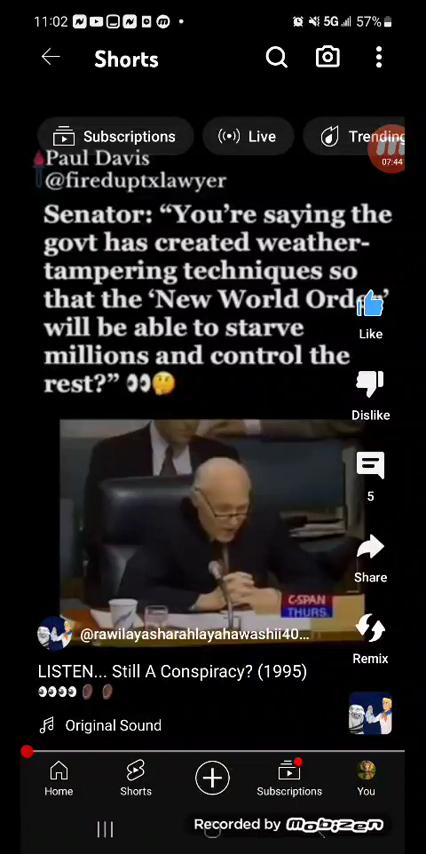 11:02
5G
57%
Shorts
Subscriptions
Live
Trending
07:44
Paul Davis
@fireduptxlawyer
Senator: “You’re saying the
govt has created weather-
tampering techniques so
that the ‘New World Order’
will be able to starve
millions and control the
rest?” 👀🤔
Like
Dislike
5
Share
C-SPAN
THURS
@rawilayasharahlayahawashii40...
Remix
LISTEN... Still A Conspiracy? (1995)
👀👀👂🏿👂🏿
Original Sound
Home
Shorts
Subscriptions
You
Recorded by mobizen